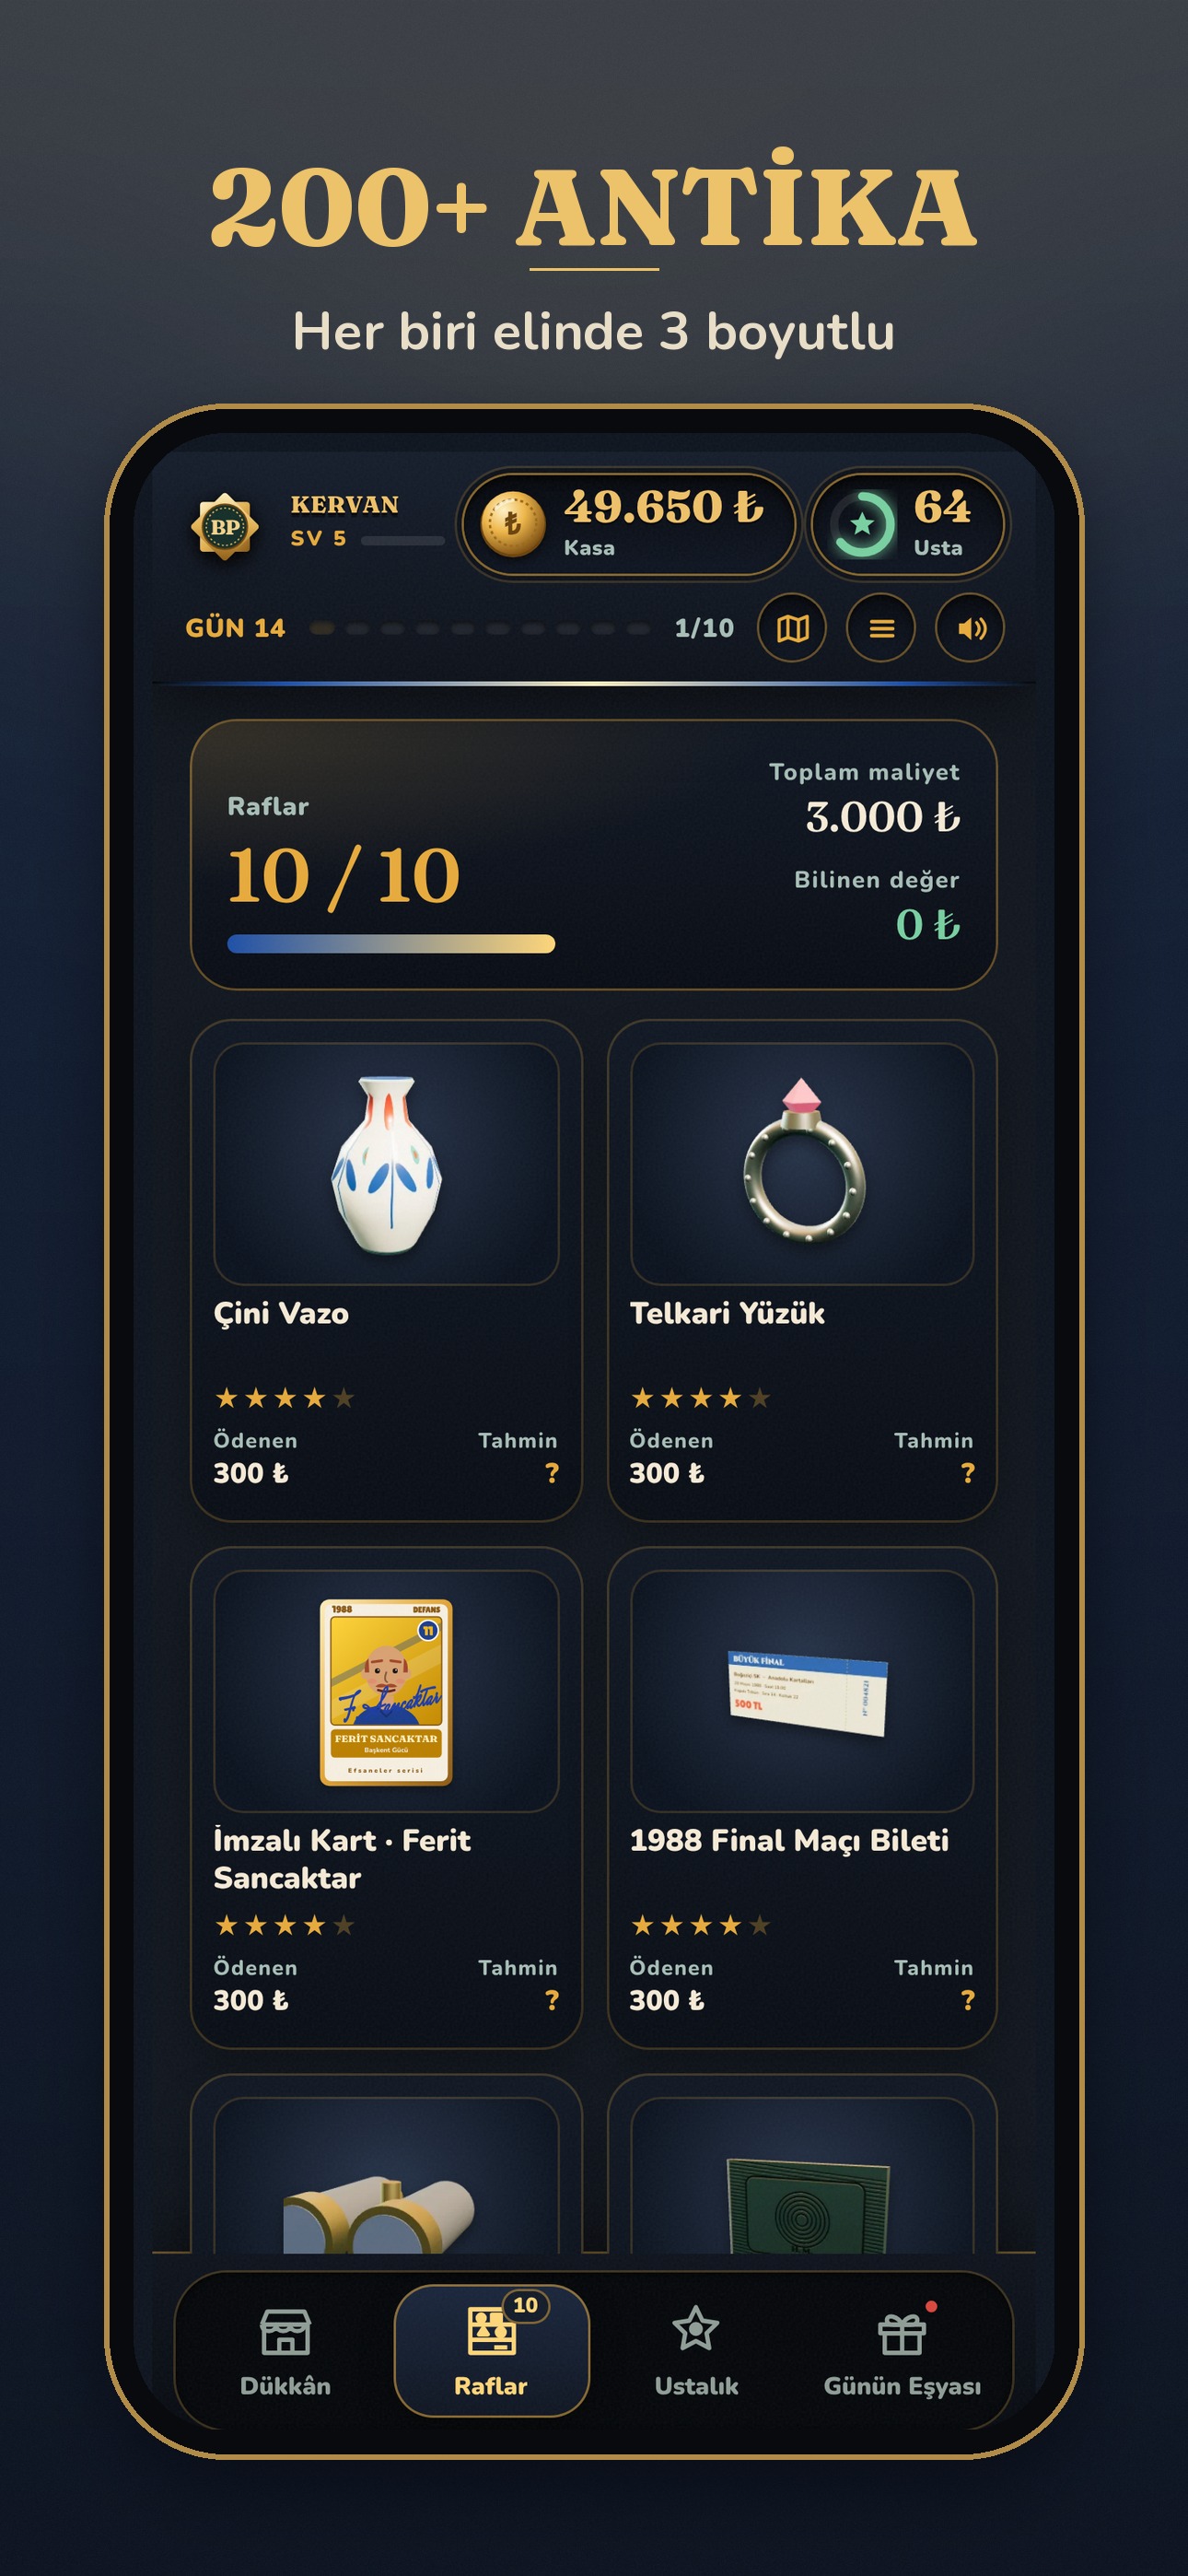 200+ ANTİKA
Her biri elinde 3 boyutlu
BP
KERVAN
SV 5
₺
49.650 ₺
Kasa
64
Usta
GÜN 14
1/10
Raflar
10 / 10
Toplam maliyet
3.000 ₺
Bilinen değer
0 ₺
Çini Vazo
★★★★★
Ödenen
Tahmin
300 ₺
?
Telkari Yüzük
★★★★★
Ödenen
Tahmin
300 ₺
?
1988
DEFANS
11
F. Sancaktar
FERİT SANCAKTAR
Başkent Gücü
Efsaneler serisi
İmzalı Kart · Ferit
Sancaktar
★★★★★
Ödenen
Tahmin
300 ₺
?
BÜYÜK FİNAL
500 TL
1988 Final Maçı Bileti
★★★★★
Ödenen
Tahmin
300 ₺
?
Dükkân
10
Raflar
Ustalık
Günün Eşyası